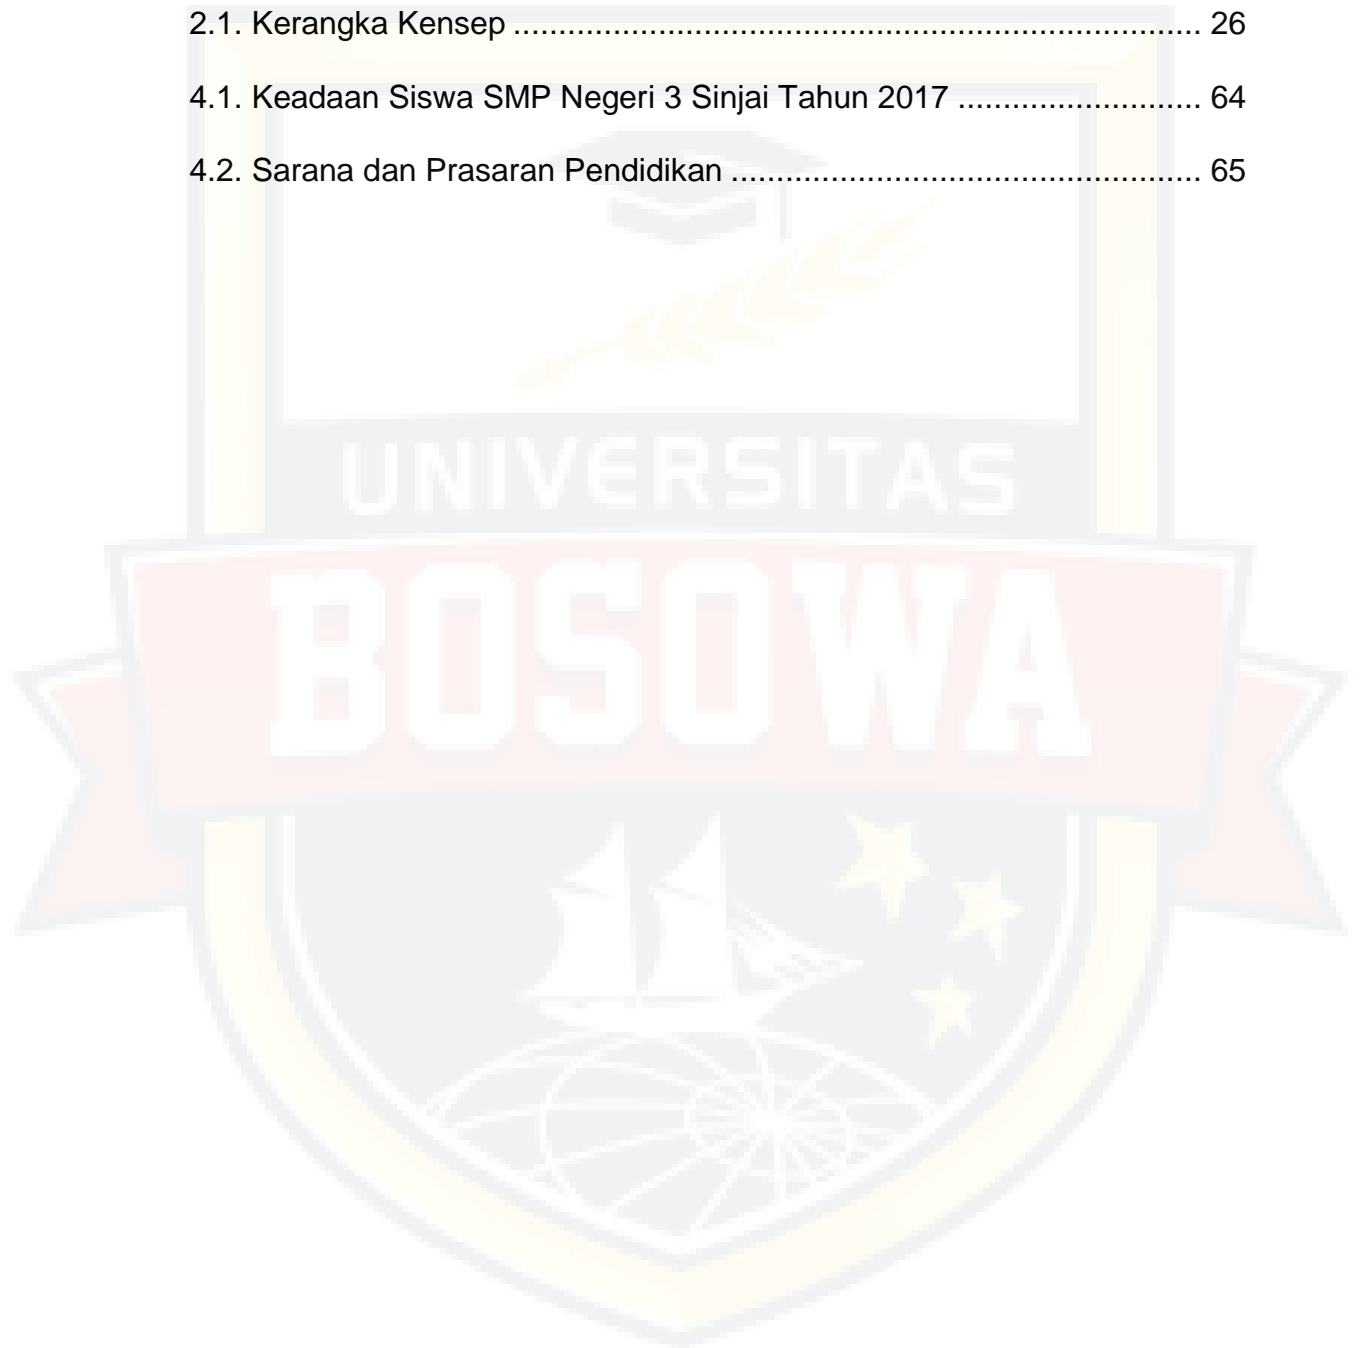 2.1. Kerangka Kensep ............................................................................ 26
4.1. Keadaan Siswa SMP Negeri 3 Sinjai Tahun 2017 ........................... 64
4.2. Sarana dan Prasaran Pendidikan .................................................... 65
UNIVERSITAS
BOSOWA